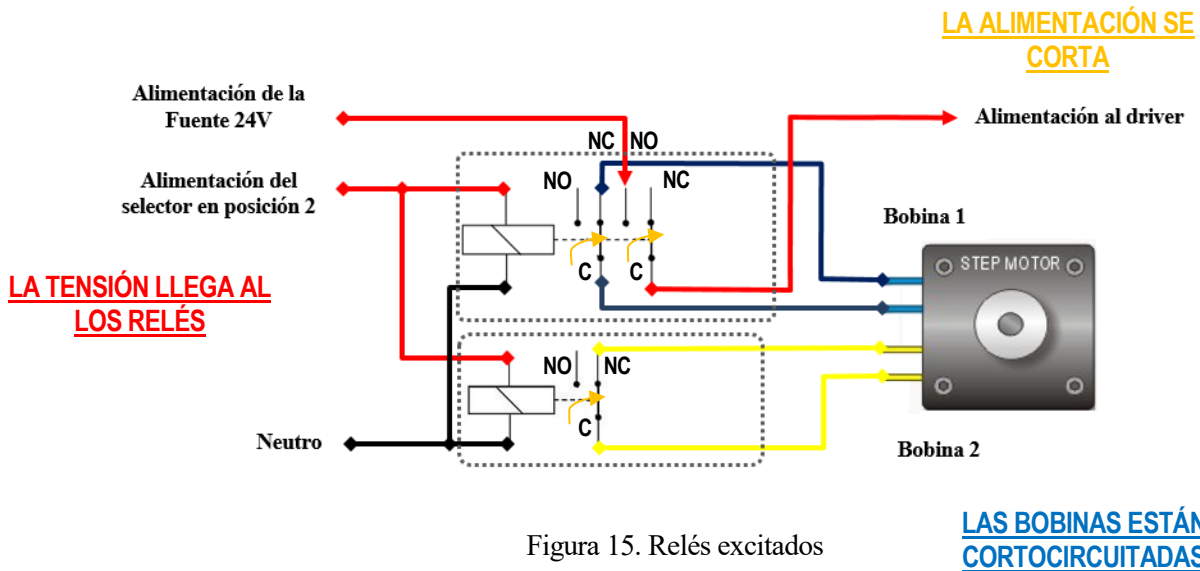 LA ALIMENTACIÓN SE
CORTA
Alimentación de la
Fuente 24V
Alimentación al driver
NC NO
Alimentación del
selector en posición 2
NO
NC
Bobina 1
STEP MOTOR
C
C
LA TENSIÓN LLEGA AL
LOS RELÉS
NO
NC
C
Neutro
Bobina 2
LAS BOBINAS ESTÁN
CORTOCIRCUITADAS
Figura 15. Relés excitados